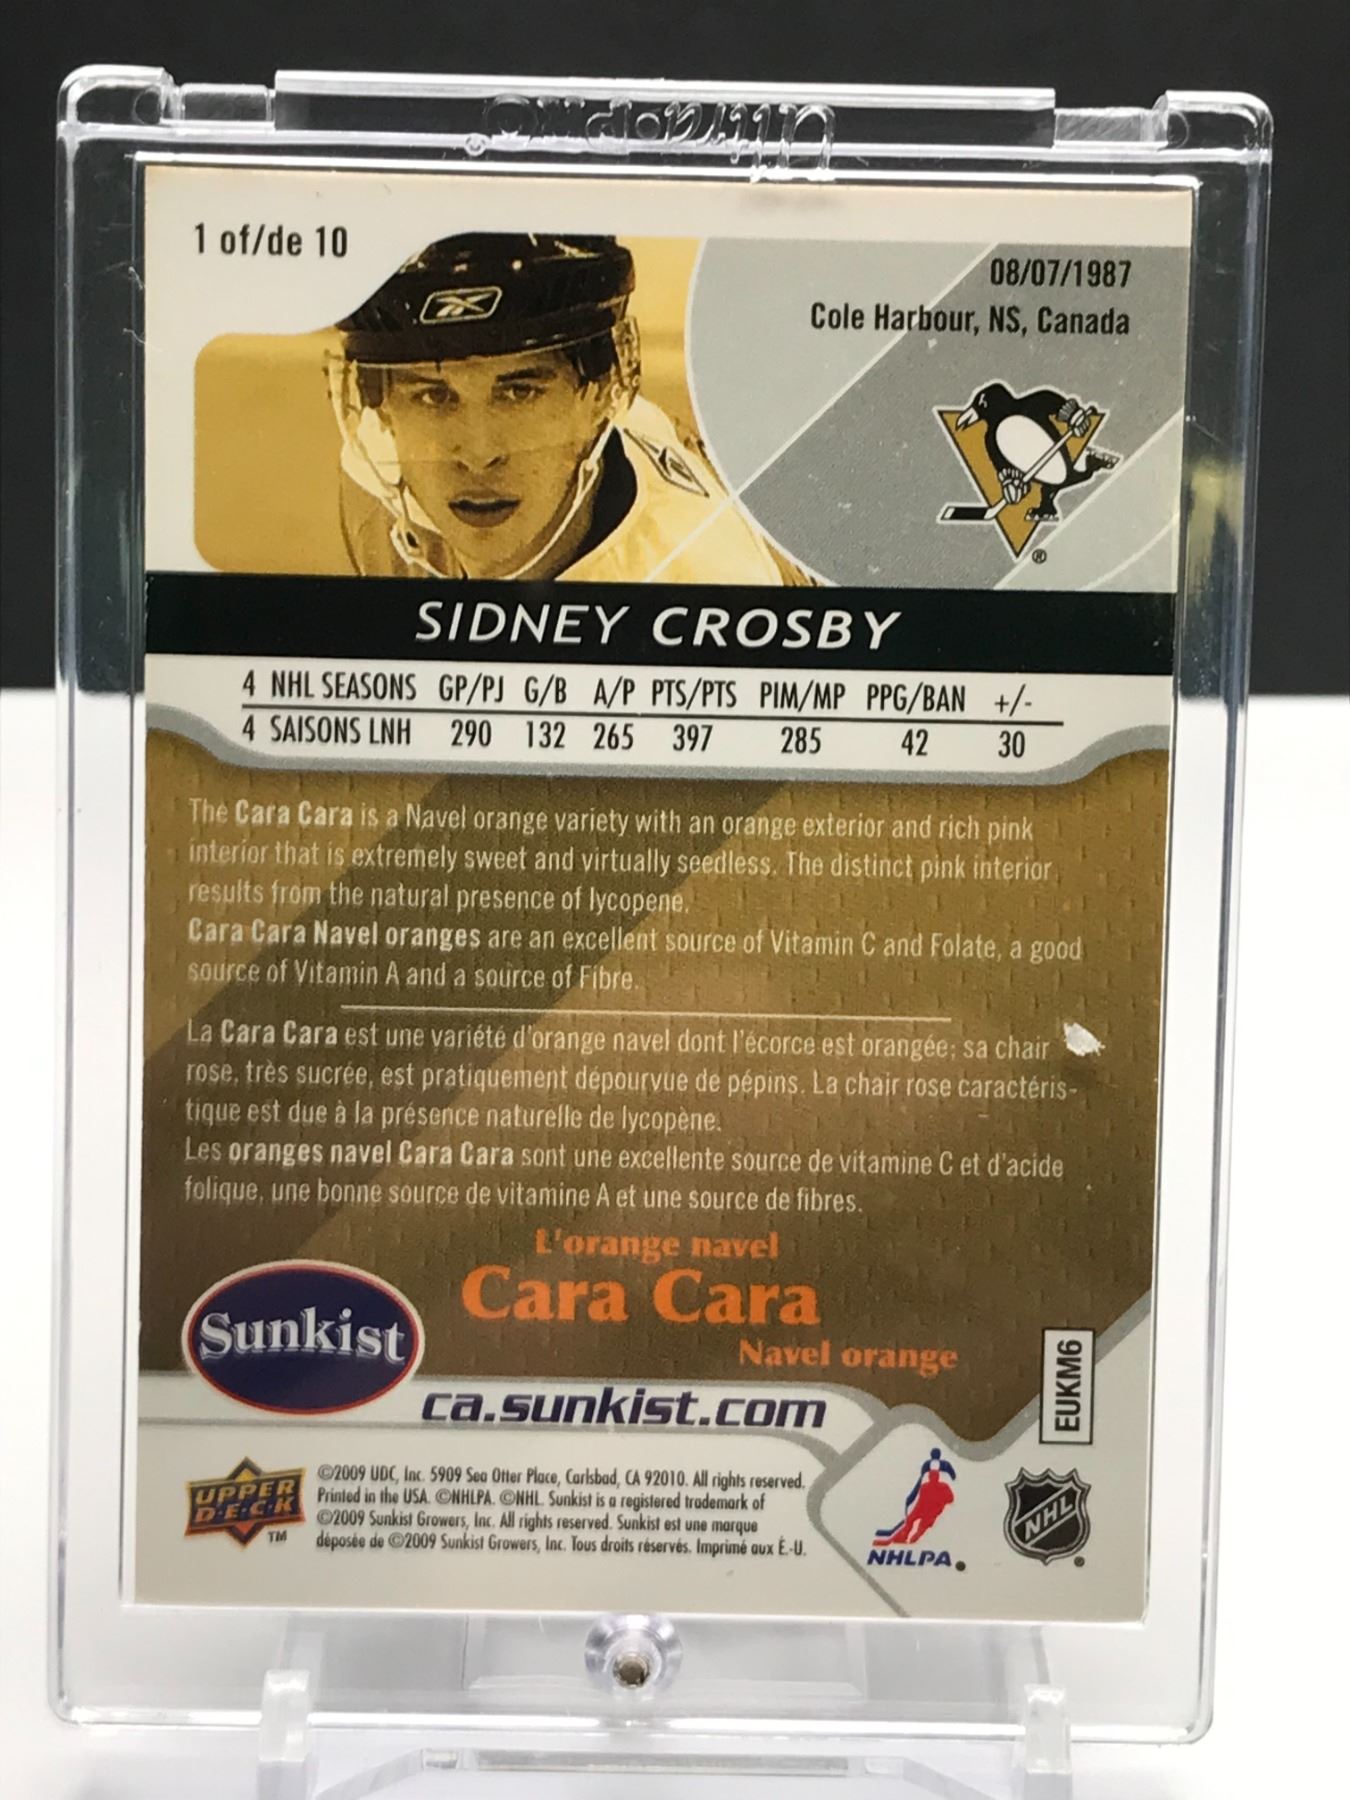 ultra·pro
1 of/de 10
08/07/1987
Cole Harbour, NS, Canada
®
SIDNEY CROSBY
4 NHL SEASONS GP/PJ G/B A/P PTS/PTS PIM/MP PPG/BAN +/-
4 SAISONS LNH 290 132 265 397 285 42 30
The Cara Cara is a Navel orange variety with an orange exterior and rich pink
interior that is extremely sweet and virtually seedless. The distinct pink interior
results from the natural presence of lycopene.
Cara Cara Navel oranges are an excellent source of Vitamin C and Folate, a good
source of Vitamin A and a source of Fibre.
La Cara Cara est une variété d'orange navel dont l'écorce est orangée; sa chair
rose, très sucrée, est pratiquement dépourvue de pépins. La chair rose caractéris-
tique est due à la présence naturelle de lycopène.
Les oranges navel Cara Cara sont une excellente source de vitamine C et d'acide
folique, une bonne source de vitamine A et une source de fibres.
L'orange navel
Cara Cara
Navel orange
Sunkist
ca.sunkist.com
EUKM6
UPPER
D·E·C·K
TM
©2009 UDC, Inc. 5909 Sea Otter Place, Carlsbad, CA 92010. All rights reserved.
Printed in the USA. ©NHLPA. ©NHL. Sunkist is a registered trademark of
©2009 Sunkist Growers, Inc. All rights reserved. Sunkist est une marque
déposée de ©2009 Sunkist Growers, Inc. Tous droits réservés. Imprimé aux É.-U.
NHLPA.
NHL
®